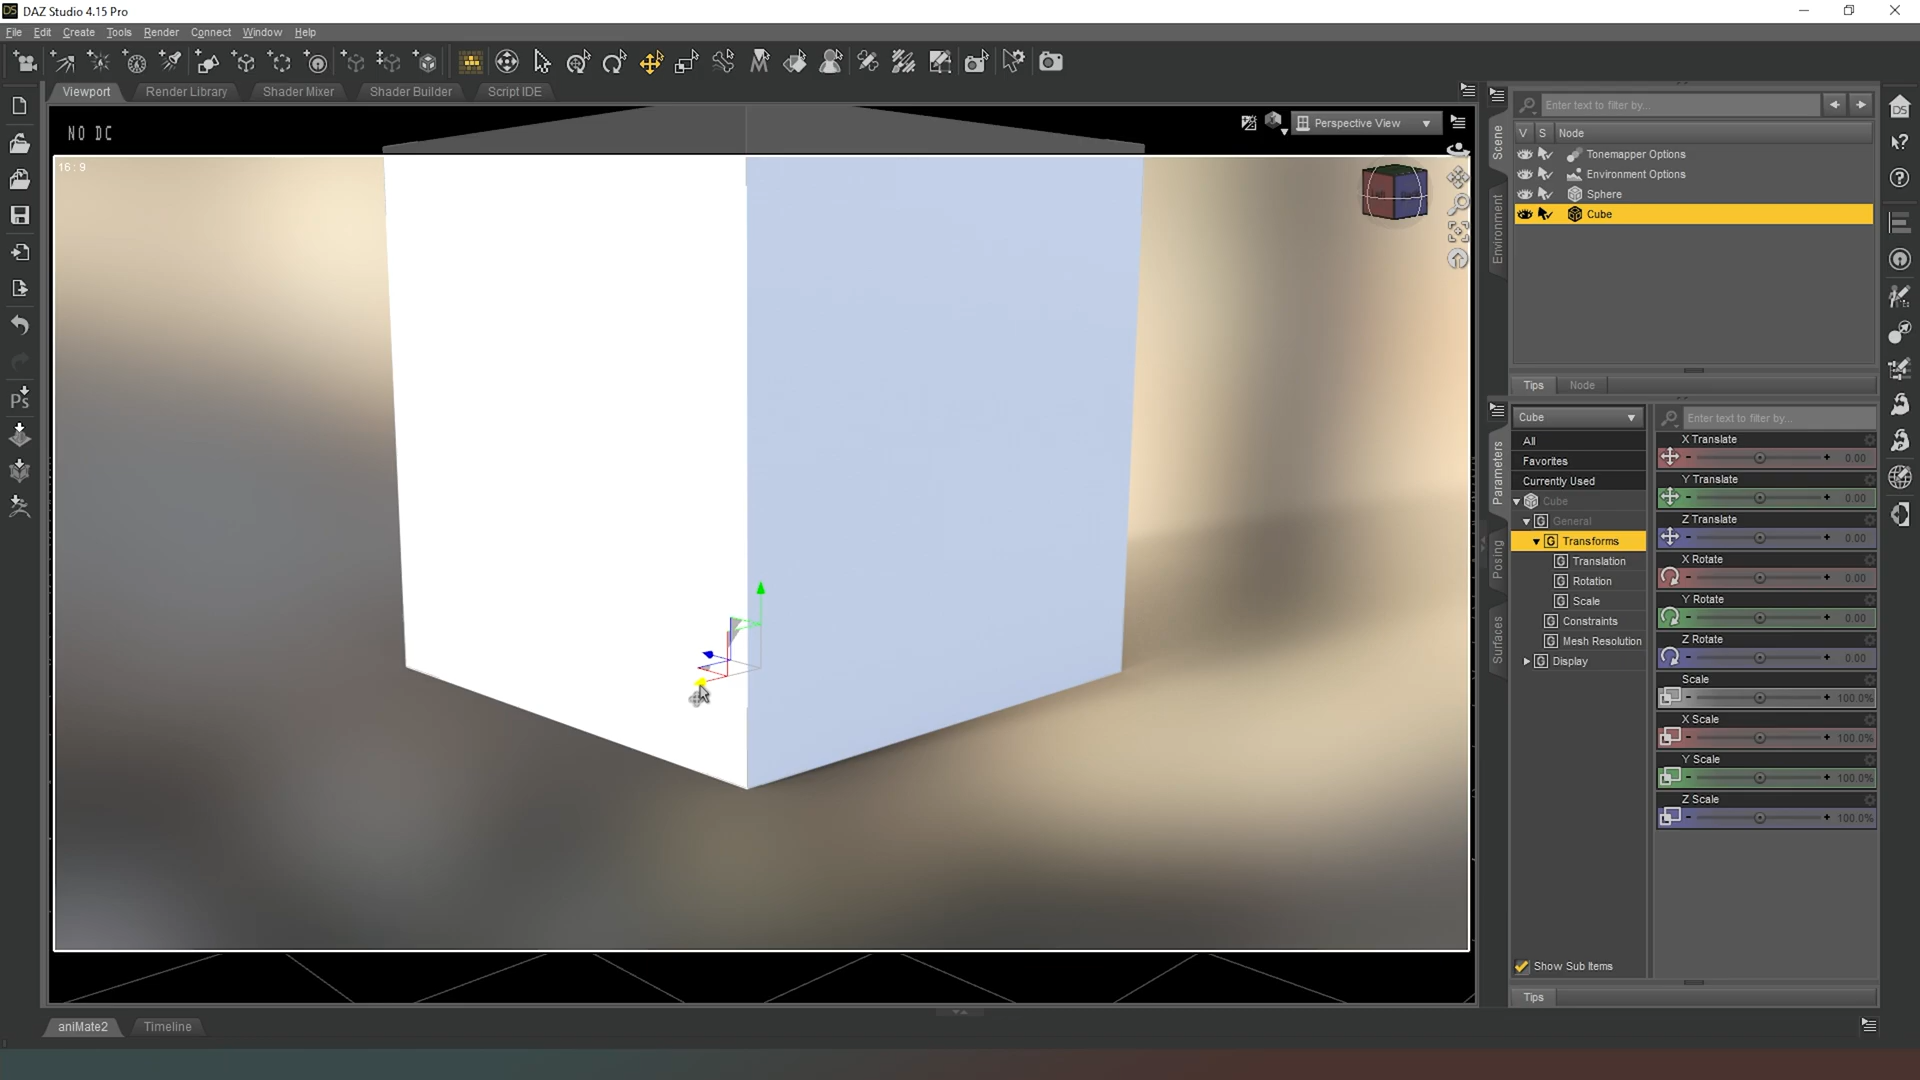 DAZ Studio 4.15 Pro
File Edit Create Tools Render Connect Window Help
Viewport Render Library Shader Mixer Shader Builder Script IDE
NO DC
Perspective View
16 : 9
Enter text to filter by...
V S Node
Tonemapper Options
Environment Options
Sphere
Cube
Scene
Environment
Tips Node
Cube
Enter text to filter by...
All
Favorites
Currently Used
Cube
General
Transforms
Translation
Rotation
Scale
Constraints
Mesh Resolution
Display
Parameters
Posing
Surfaces
X Translate
0.00
Y Translate
0.00
Z Translate
0.00
X Rotate
0.00
Y Rotate
0.00
Z Rotate
0.00
Scale
100.0%
X Scale
100.0%
Y Scale
100.0%
Z Scale
100.0%
Show Sub Items
Tips
aniMate2 Timeline